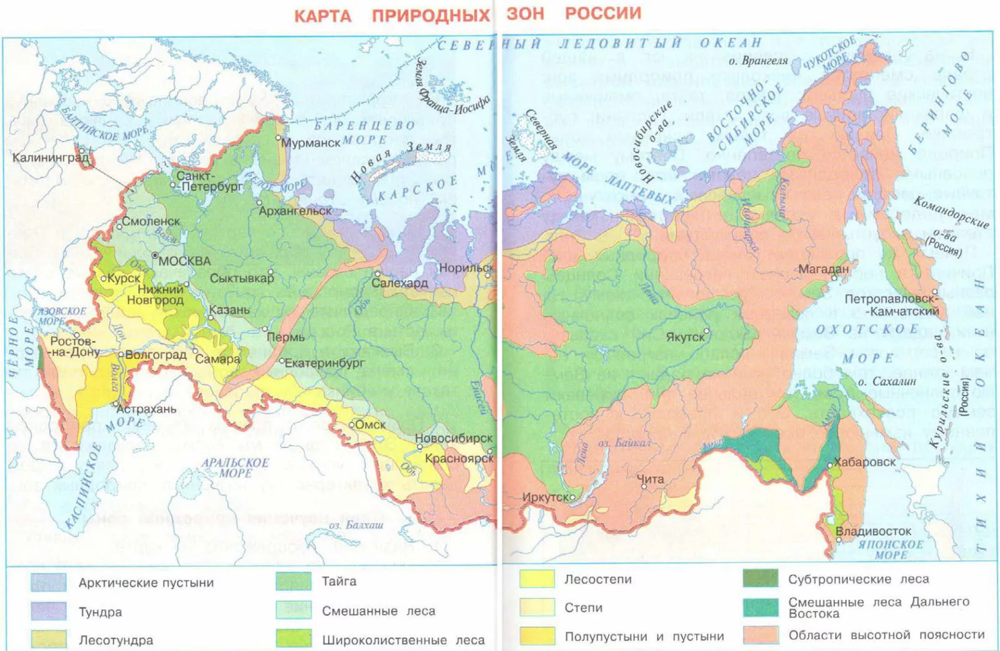 КАРТА ПРИРОДНЫХ ЗОН РОССИИ
СЕВЕРНЫЙ ЛЕДОВИТЫЙ ОКЕАН
ЧУКОТСКОЕ
МОРЕ
о. Врангеля
БЕРИНГОВО
МОРЕ
Земля Франца-Иосифа
ВОСТОЧНО-
СИБИРСКОЕ
МОРЕ
Новосибирские
о-ва
Северная
Земля
БАЛТИЙСКОЕ МОРЕ
БАРЕНЦЕВО
МОРЕ
Мурманск
Новая Земля
Калининград
КАРСКОЕ МО
МОРЕ
ЛАПТЕВЫХ
Санкт-
-Петербург
БЕЛОЕ МОРЕ
Архангельск
Колыма
Индигирка
Командорские
о-ва
(Россия)
Смоленск
Волга
МОСКВА
Ока
Курск
Сыктывкар
Норильск
Салехард
Магадан
Нижний
Новгород
Обь
Лена
Петропавловск-
-Камчатский
АЗОВСКОЕ
МОРЕ
Казань
ЧЕРНОЕ
МОРЕ
Дон
Ростов-
-на-Дону
Пермь
Якутск
ОХОТСКОЕ
МОРЕ
Волгоград
Самара
Екатеринбург
Волга
Енисей
о. Сахалин
Курильские о-ва
(Россия)
ТИХИЙ ОКЕАН
Астрахань
МОРЕ
КАСПИЙСКОЕ
Омск
Новосибирск
Красноярск
Обь
Лена
оз. Байкал
Амур
Амур
Хабаровск
АРАЛЬСКОЕ
МОРЕ
Чита
Иркутск
оз. Балхаш
Владивосток
ЯПОНСКОЕ
МОРЕ
Арктические пустыни
Тундра
Лесотундра
Тайга
Смешанные леса
Широколиственные леса
Лесостепи
Степи
Полупустыни и пустыни
Субтропические леса
Смешанные леса Дальнего
Востока
Области высотной поясности